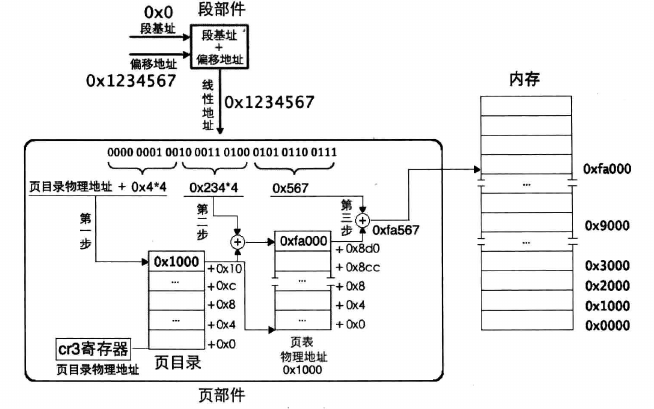 0x0
段部件
段基址
段基址
+
偏移地址
偏移地址
0x1234567
线性地址
0x1234567
内存
0000 0001 0010 0011 0100 0101 0110 0111
页目录物理地址 + 0x4*4
0x234*4
0x567
第一步
第二步
第三步
+
+
0xfa567
0x1000
+0x10
...
+0xc
+0x8
...
+0x4
+0x0
0xfa000
+0x8d0
+0x8cc
...
+0x8
+0x4
...
+0x0
cr3寄存器
页目录物理地址
页目录
页表
物理地址
0x1000
页部件
0xfa000
...
0x9000
...
0x3000
0x2000
0x1000
0x0000